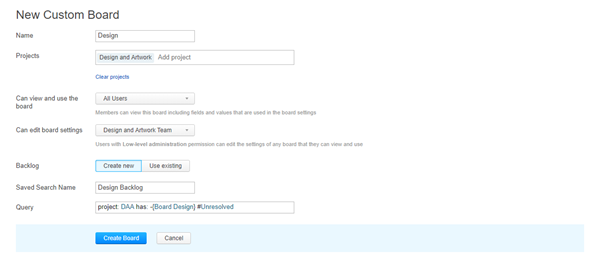 New Custom Board
Name Design
Projects Design and Artwork Add project
Clear projects
Can view and use the board All Users
Members can view this board including fields and values that are used in the board settings
Can edit board settings Design and Artwork Team
Users with Low-level administration permission can edit the settings of any board that they can view and use
Backlog Create new Use existing
Saved Search Name Design Backlog
Query project: DAA has: -[Board Design] #Unresolved
Create Board Cancel